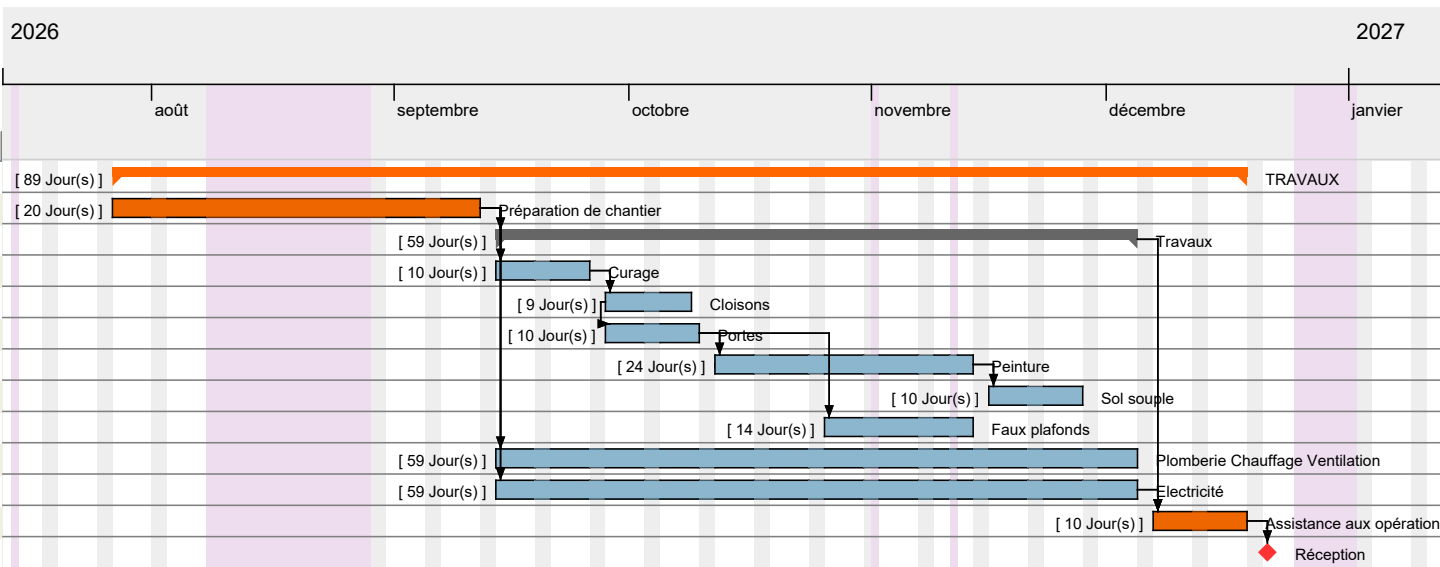 2026 2027
août septembre octobre novembre décembre janvier
[ 89 Jour(s) ] TRAVAUX
[ 20 Jour(s) ] Préparation de chantier
[ 59 Jour(s) ] Travaux
[ 10 Jour(s) ] Curage
[ 9 Jour(s) ] Cloisons
[ 10 Jour(s) ] Portes
[ 24 Jour(s) ] Peinture
[ 10 Jour(s) ] Sol souple
[ 14 Jour(s) ] Faux plafonds
[ 59 Jour(s) ] Plomberie Chauffage Ventilation
[ 59 Jour(s) ] Electricité
[ 10 Jour(s) ] Assistance aux opération
Réception